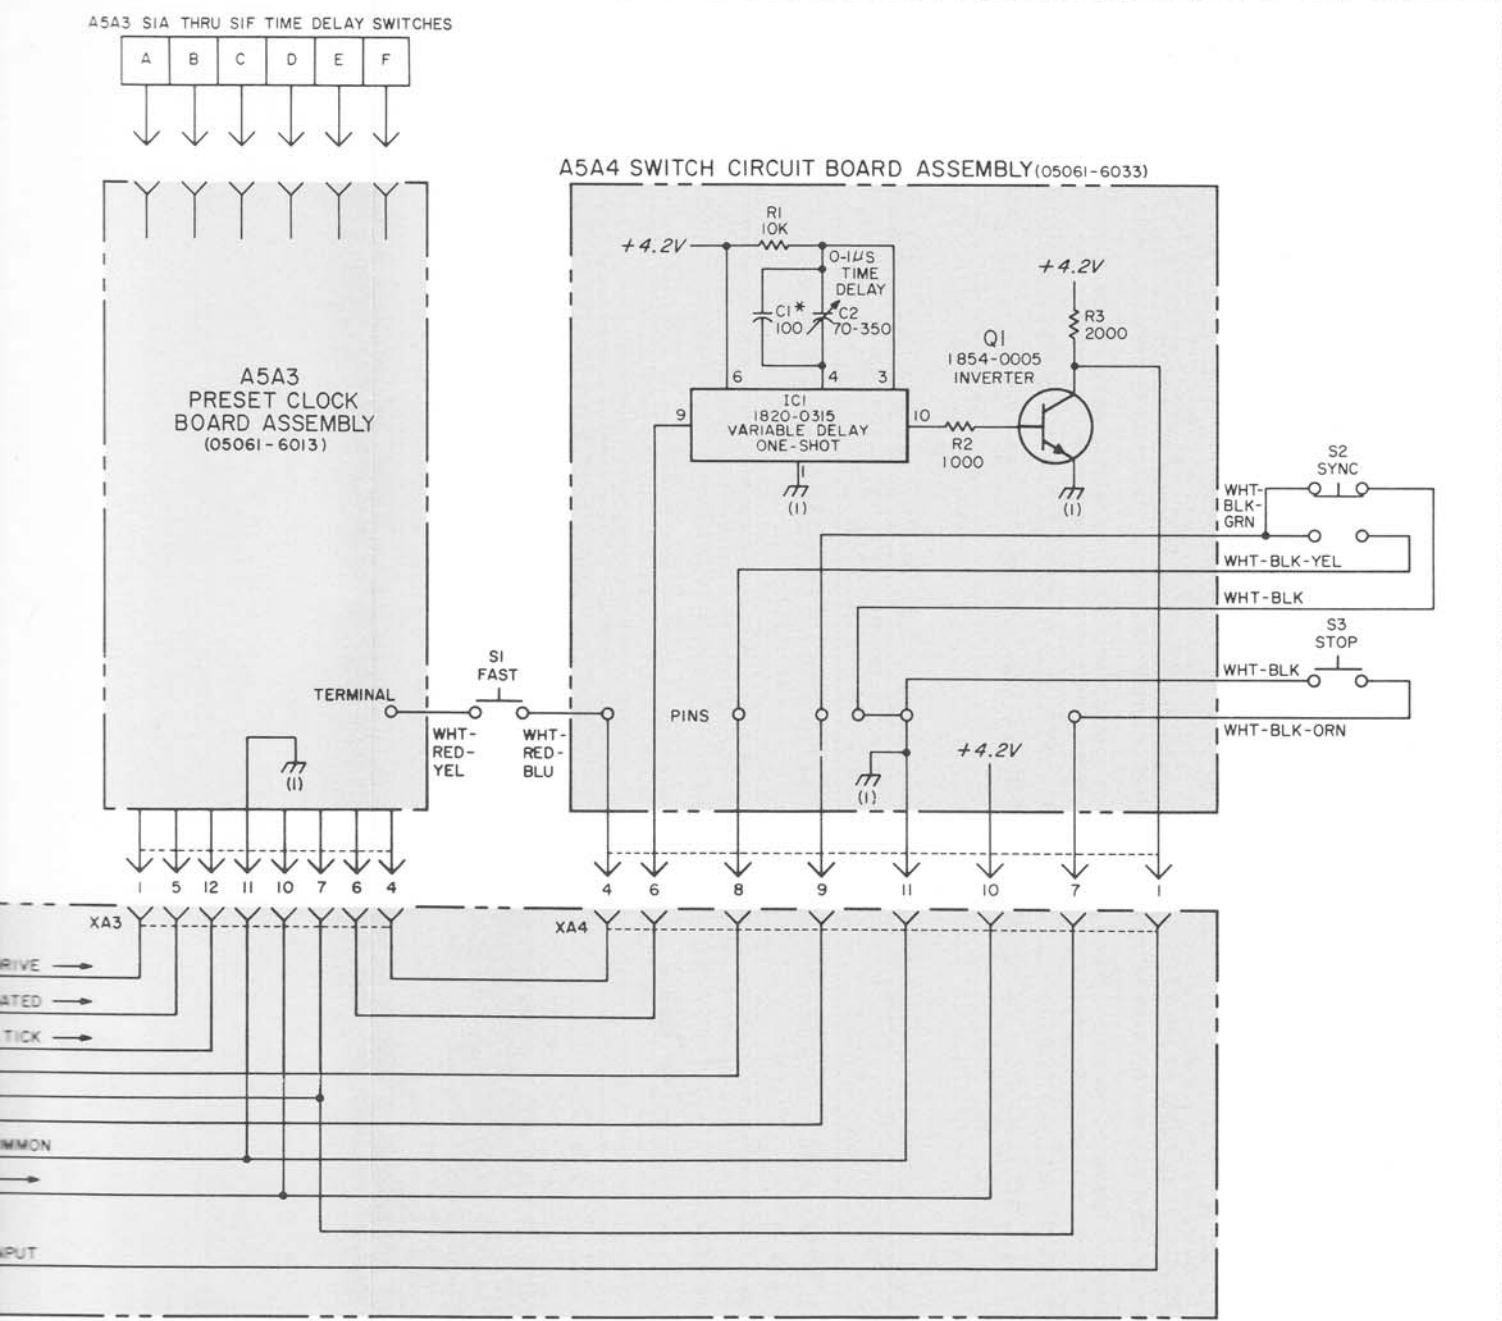 A5A3 S1A THRU S1F TIME DELAY SWITCHES
A B C D E F
A5A4 SWITCH CIRCUIT BOARD ASSEMBLY(05061-6033)
R1
10K
+4.2V
0-1µS
TIME
DELAY
C1*
100
C2
70-350
+4.2V
R3
2000
Q1
1854-0005
INVERTER
6 4 3
9
IC1
1820-0315
VARIABLE DELAY
ONE-SHOT
10
R2
1000
1
(1)
(1)
A5A3
PRESET CLOCK
BOARD ASSEMBLY
(05061-6013)
S2
SYNC
WHT-
BLK-
GRN
WHT-BLK-YEL
WHT-BLK
S3
STOP
WHT-BLK
WHT-BLK-ORN
S1
FAST
TERMINAL
WHT-
RED-
YEL
WHT-
RED-
BLU
PINS
+4.2V
(1)
(1)
1 5 12 11 10 7 6 4
4 6 8 9 11 10 7 1
XA3
XA4
RIVE
ATED
TICK
MMON
NPUT